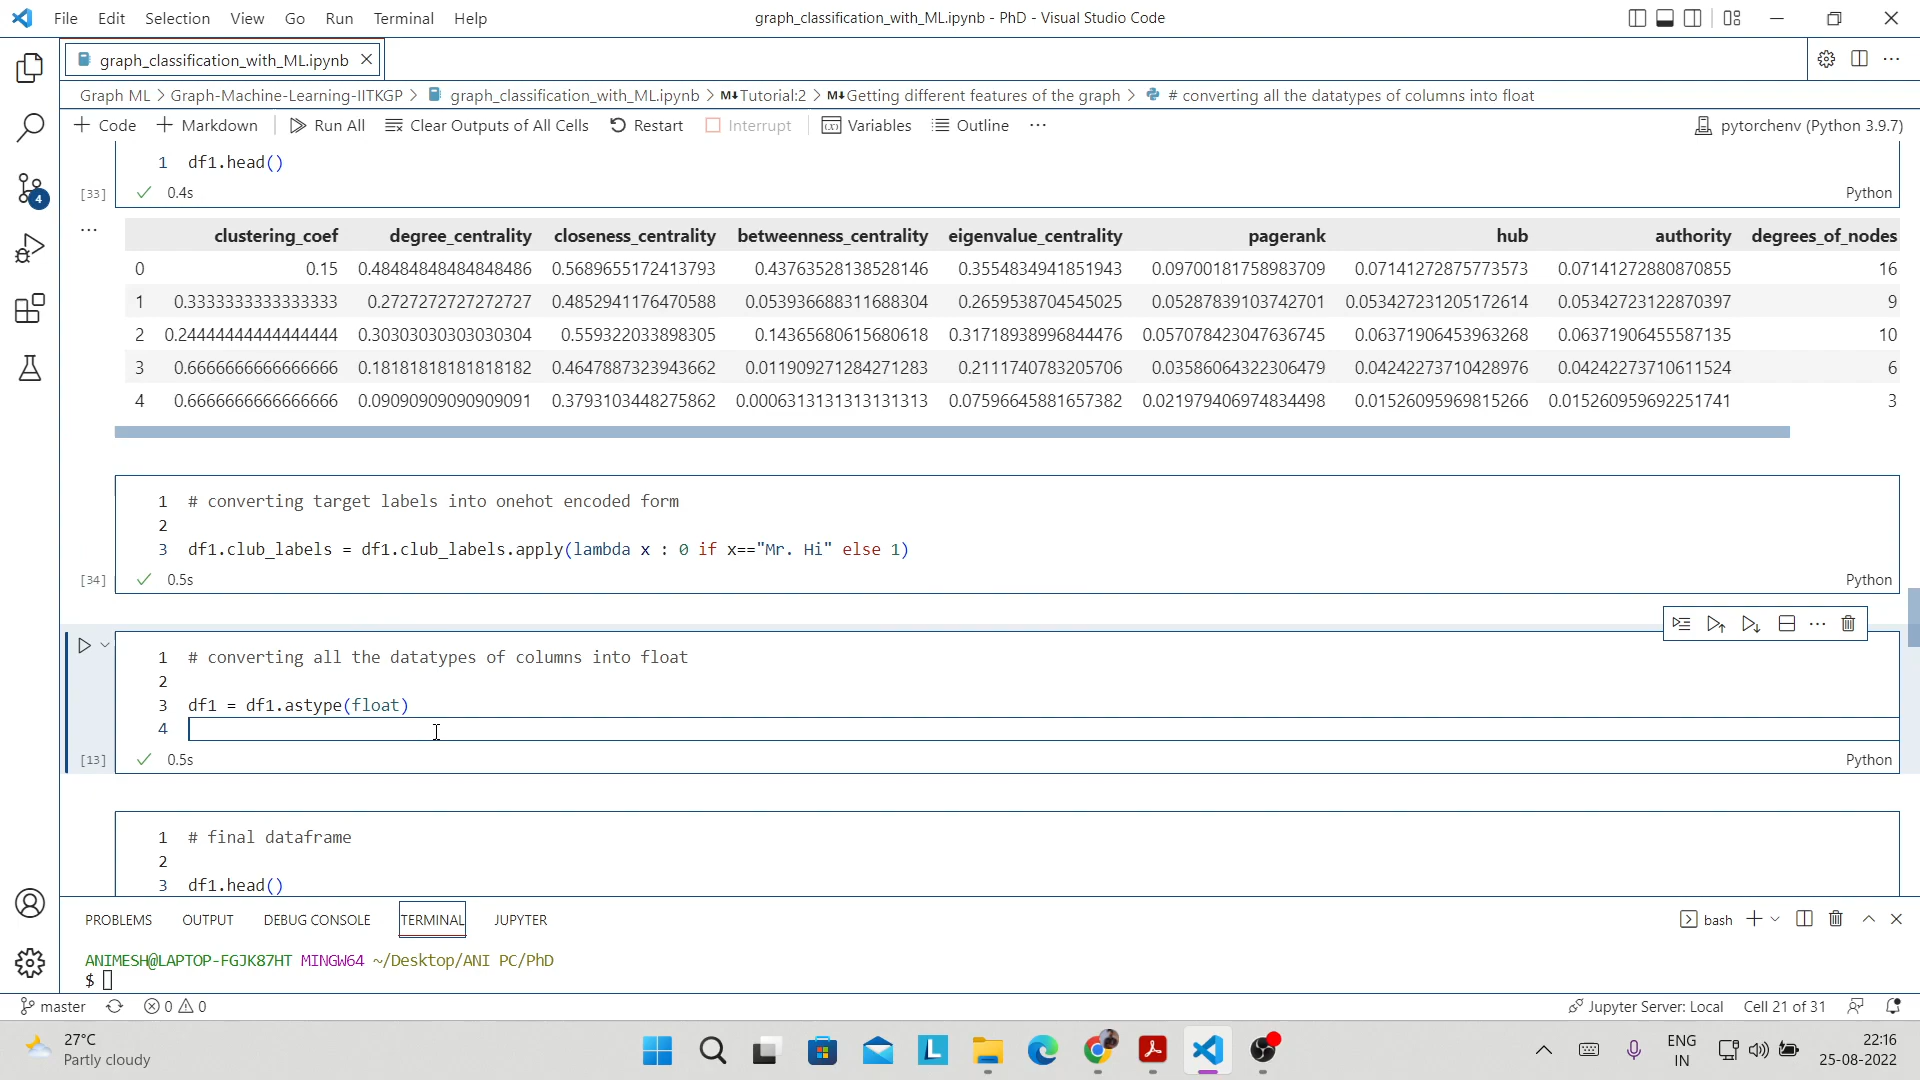 File Edit Selection View Go Run Terminal Help
graph_classification_with_ML.ipynb - PhD - Visual Studio Code
graph_classification_with_ML.ipynb
Graph ML > Graph-Machine-Learning-IITKGP > graph_classification_with_ML.ipynb > M↓Tutorial:2 > M↓Getting different features of the graph > # converting all the datatypes of columns into float
+ Code + Markdown Run All Clear Outputs of All Cells Restart Interrupt Variables Outline ...
pytorchenv (Python 3.9.7)
4
1 df1.head()
[33] 0.4s Python
...
clustering_coef degree_centrality closeness_centrality betweenness_centrality eigenvalue_centrality pagerank hub authority degrees_of_nodes
0 0.15 0.48484848484848486 0.5689655172413793 0.43763528138528146 0.3554834941851943 0.09700181758983709 0.07141272875773573 0.07141272880870855 16
1 0.3333333333333333 0.2727272727272727 0.4852941176470588 0.053936688311688304 0.2659538704545025 0.05287839103742701 0.053427231205172614 0.05342723122870397 9
2 0.24444444444444444 0.30303030303030304 0.559322033898305 0.14365680615680618 0.31718938996844476 0.057078423047636745 0.06371906453963268 0.06371906455587135 10
3 0.6666666666666666 0.18181818181818182 0.4647887323943662 0.011909271284271283 0.2111740783205706 0.03586064322306479 0.04242273710428976 0.04242273710611524 6
4 0.6666666666666666 0.09090909090909091 0.3793103448275862 0.0006313131313131313 0.07596645881657382 0.021979406974834498 0.01526095969815266 0.015260959692251741 3
1 # converting target labels into onehot encoded form
2
3 df1.club_labels = df1.club_labels.apply(lambda x : 0 if x=="Mr. Hi" else 1)
[34] 0.5s Python
1 # converting all the datatypes of columns into float
2
3 df1 = df1.astype(float)
4
[13] 0.5s Python
1 # final dataframe
2
3 df1.head()
PROBLEMS OUTPUT DEBUG CONSOLE TERMINAL JUPYTER
bash
ANIMESH@LAPTOP-FGJK87HT MINGW64 ~/Desktop/ANI PC/PhD
$
master 0 0
Jupyter Server: Local Cell 21 of 31
27°C
Partly cloudy
ENG
IN
22:16
25-08-2022